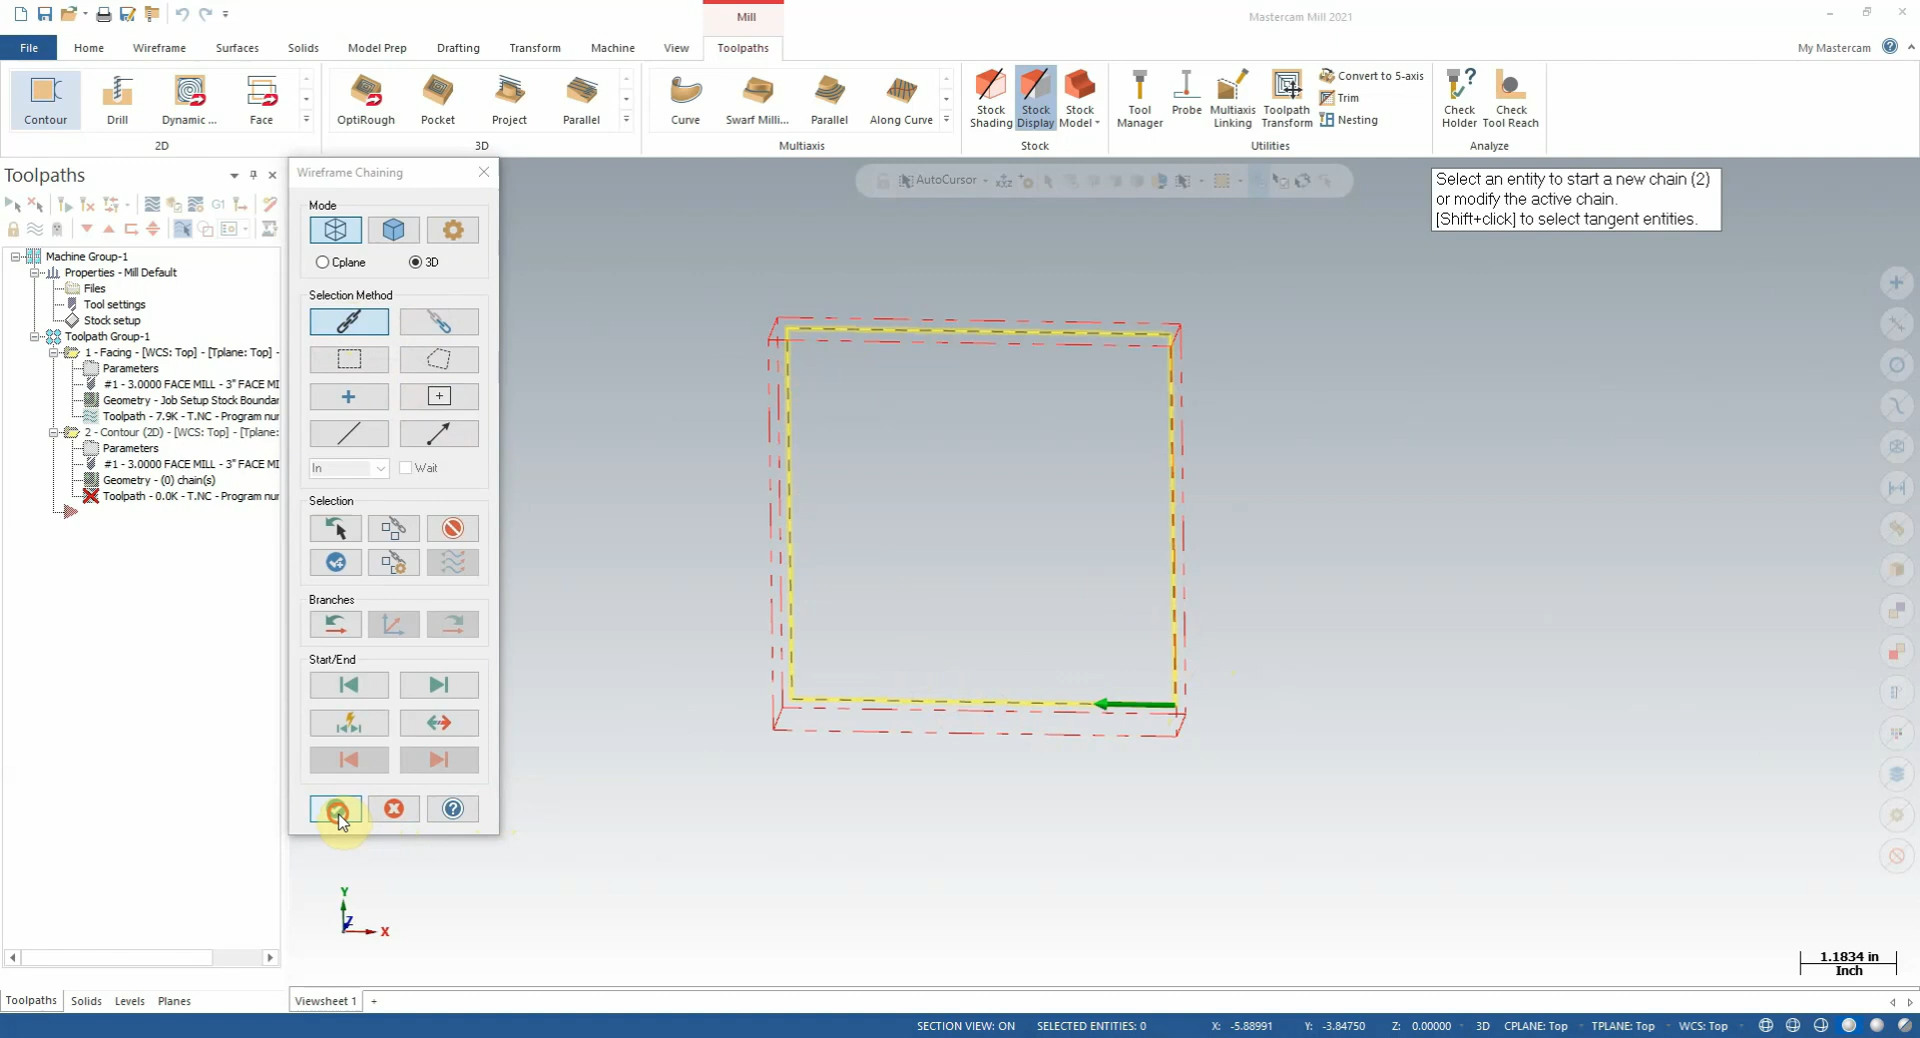 Mill
Mastercam Mill 2021
File
Home
Wireframe
Surfaces
Solids
Model Prep
Drafting
Transform
Machine
View
Toolpaths
My Mastercam
Contour
Drill
Dynamic ...
Face
2D
OptiRough
Pocket
Project
Parallel
3D
Curve
Swarf Milli...
Parallel
Along Curve
Multiaxis
Stock
Shading
Stock
Display
Stock
Model
Stock
Tool
Manager
Probe
Multiaxis
Linking
Toolpath
Transform
Convert to 5-axis
Trim
Nesting
Utilities
Check
Holder
Check
Tool Reach
Analyze
Toolpaths
G1
Machine Group-1
Properties - Mill Default
Files
Tool settings
Stock setup
Toolpath Group-1
1 - Facing - [WCS: Top] - [Tplane: Top] -
Parameters
#1 - 3.0000 FACE MILL - 3" FACE MI
Geometry - Job Setup Stock Boundar
Toolpath - 7.9K - T.NC - Program nur
2 - Contour (2D) - [WCS: Top] - [Tplane:
Parameters
#1 - 3.0000 FACE MILL - 3" FACE MI
Geometry - (0) chain(s)
Toolpath - 0.0K - T.NC - Program nur
Wireframe Chaining
Mode
Cplane
3D
Selection Method
In
Wait
Selection
Branches
Start/End
AutoCursor
Select an entity to start a new chain (2)
or modify the active chain.
[Shift+click] to select tangent entities.
Y
Z
X
1.1834 in
Inch
Toolpaths
Solids
Levels
Planes
Viewsheet 1
+
SECTION VIEW: ON
SELECTED ENTITIES: 0
X: -5.88991
Y: -3.84750
Z: 0.00000
3D
CPLANE: Top
TPLANE: Top
WCS: Top